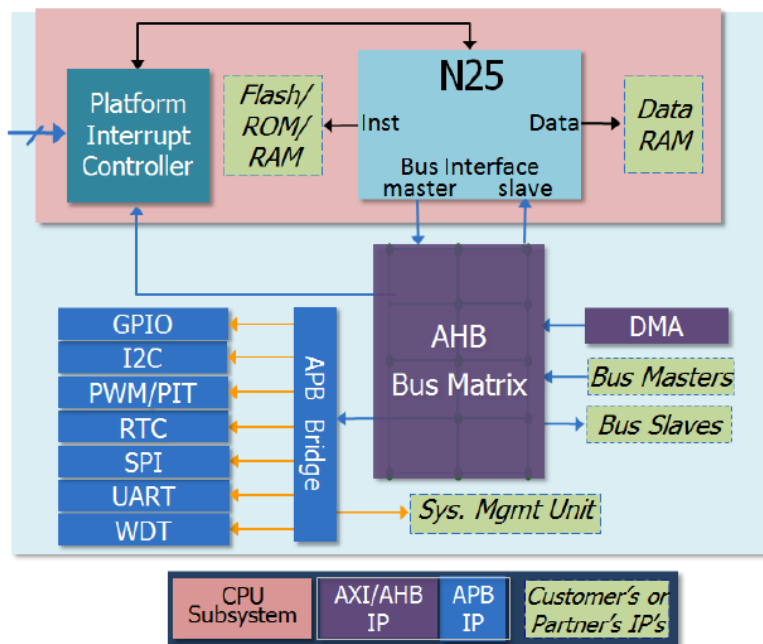 Platform
Interrupt
Controller
Flash/
ROM/
RAM
N25
Inst
Data
Bus Interface
master
slave
Data
RAM
GPIO
I2C
PWM/PIT
RTC
SPI
UART
WDT
APB Bridge
AHB
Bus Matrix
DMA
Bus Masters
Bus Slaves
Sys. Mgmt Unit
CPU
Subsystem
AXI/AHB
IP
APB
IP
Customer's or
Partner's IP's